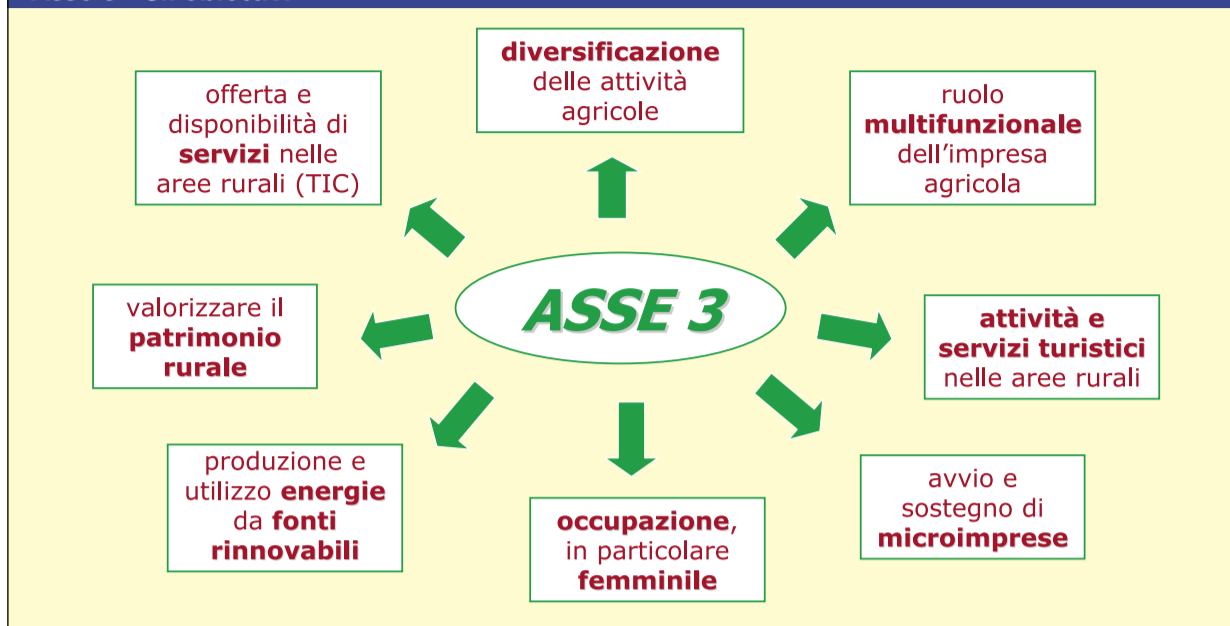 diversificazione
delle attività
agricole
offerta e
disponibilità di
servizi nelle
aree rurali (TIC)
ruolo
multifunzionale
dell'impresa
agricola
ASSE 3
valorizzare il
patrimonio
rurale
attività e
servizi turistici
nelle aree rurali
produzione e
utilizzo energie
da fonti
rinnovabili
occupazione,
in particolare
femminile
avvio e
sostegno di
microimprese